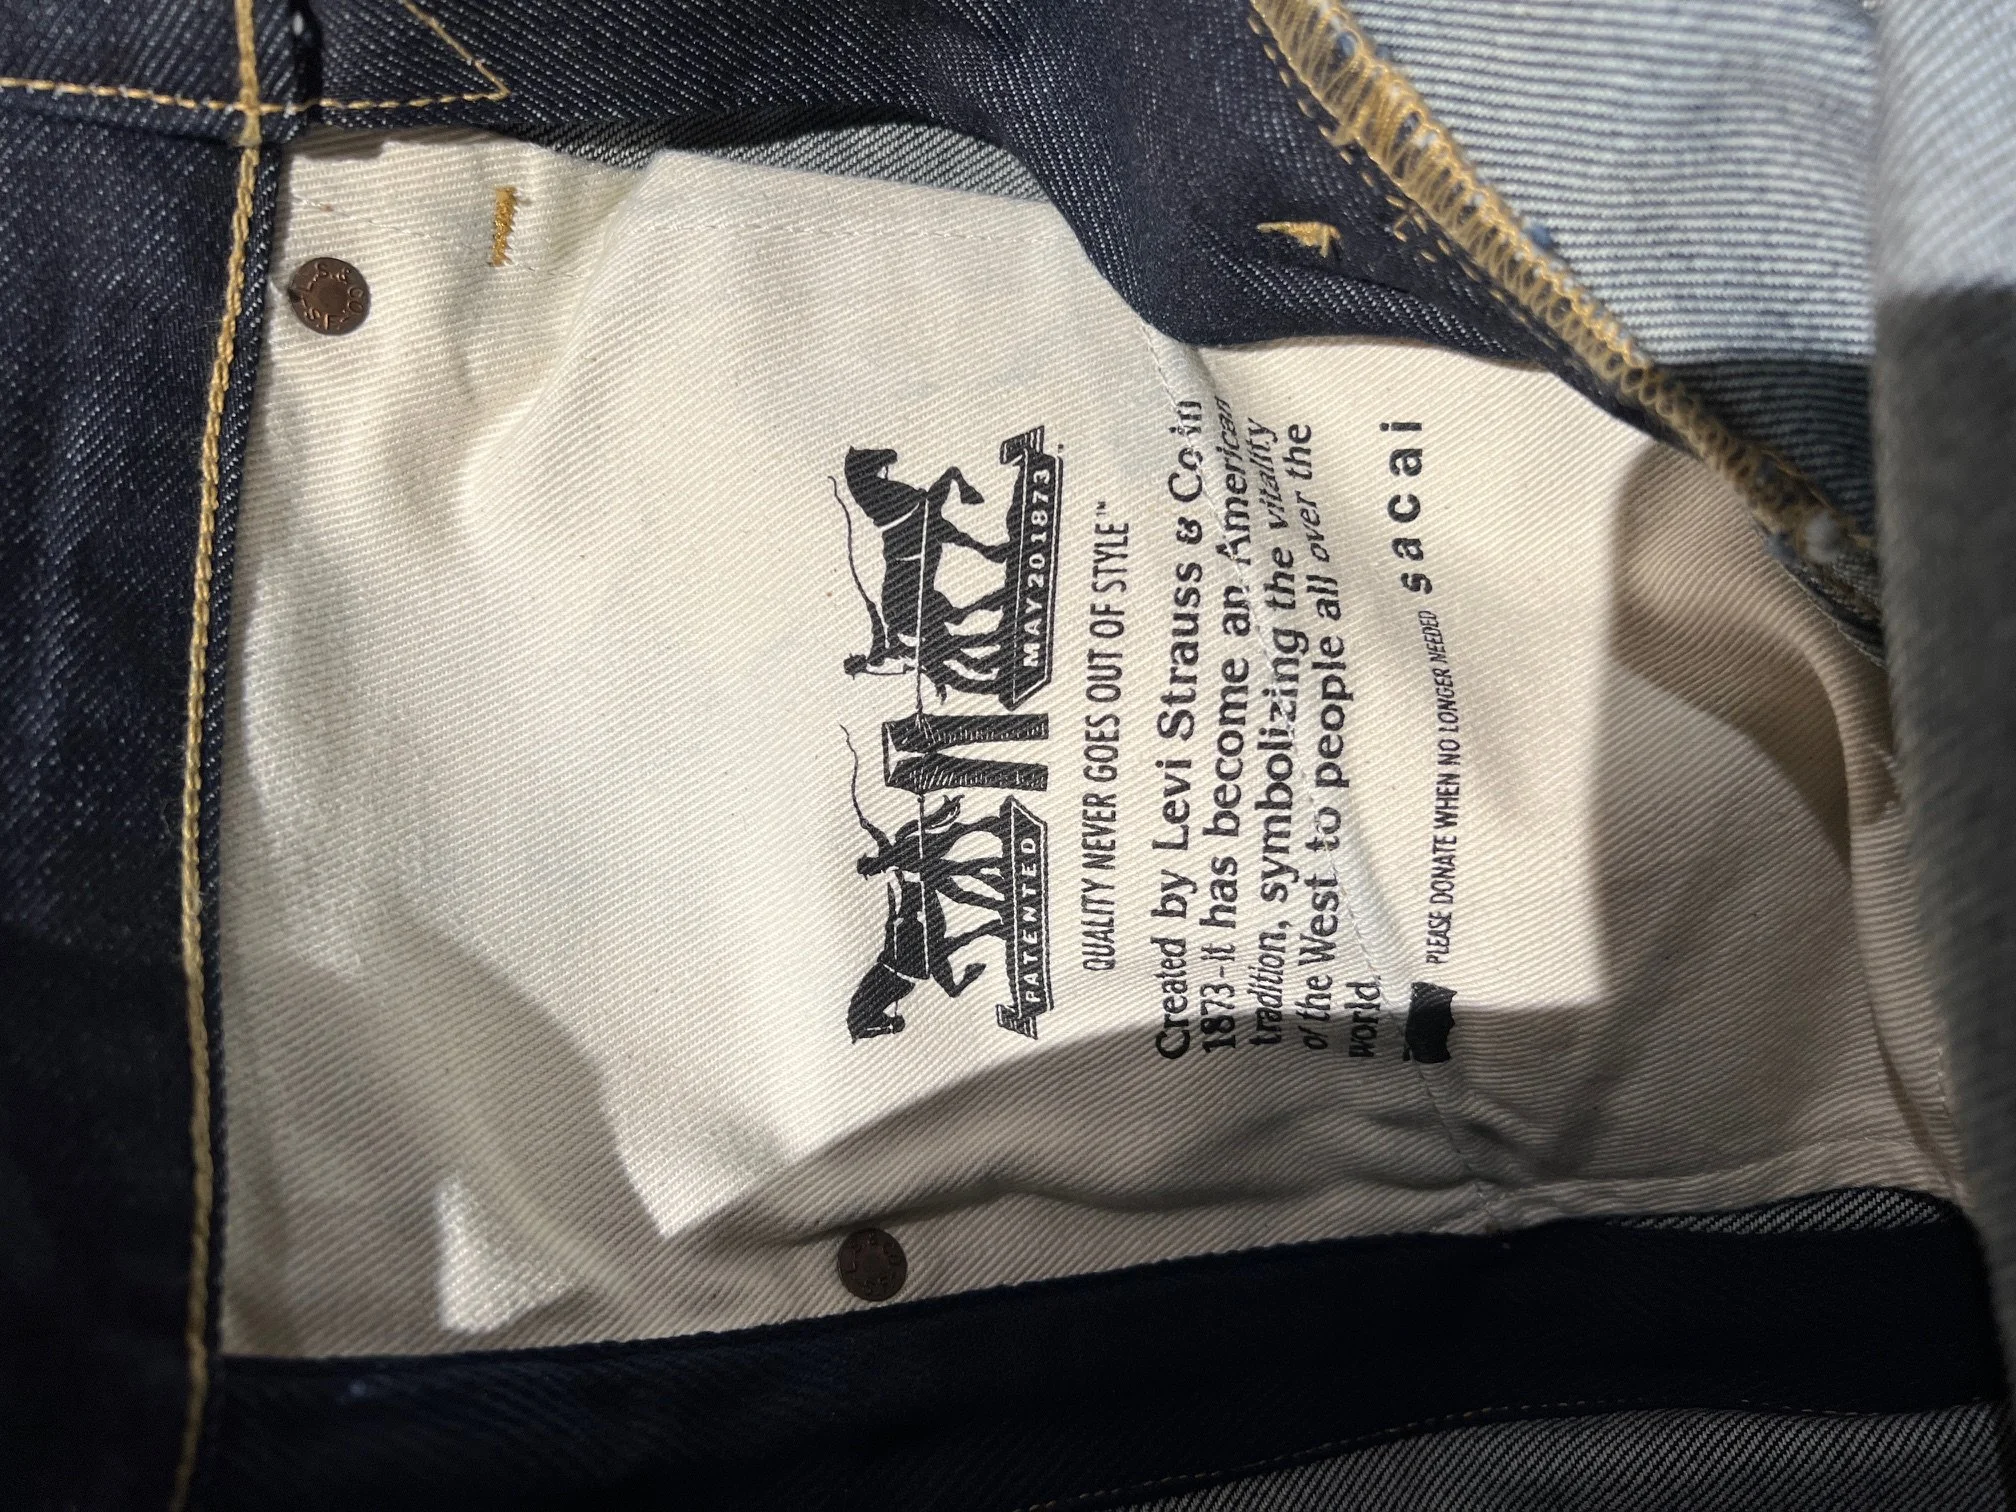 PATENTED MAY 20 1873
QUALITY NEVER GOES OUT OF STYLE™
Created by Levi Strauss & Co in
1873-it has become an American
tradition, symbolizing the vitality
of the West to people all over the
world.
PLEASE DONATE WHEN NO LONGER NEEDED sacai